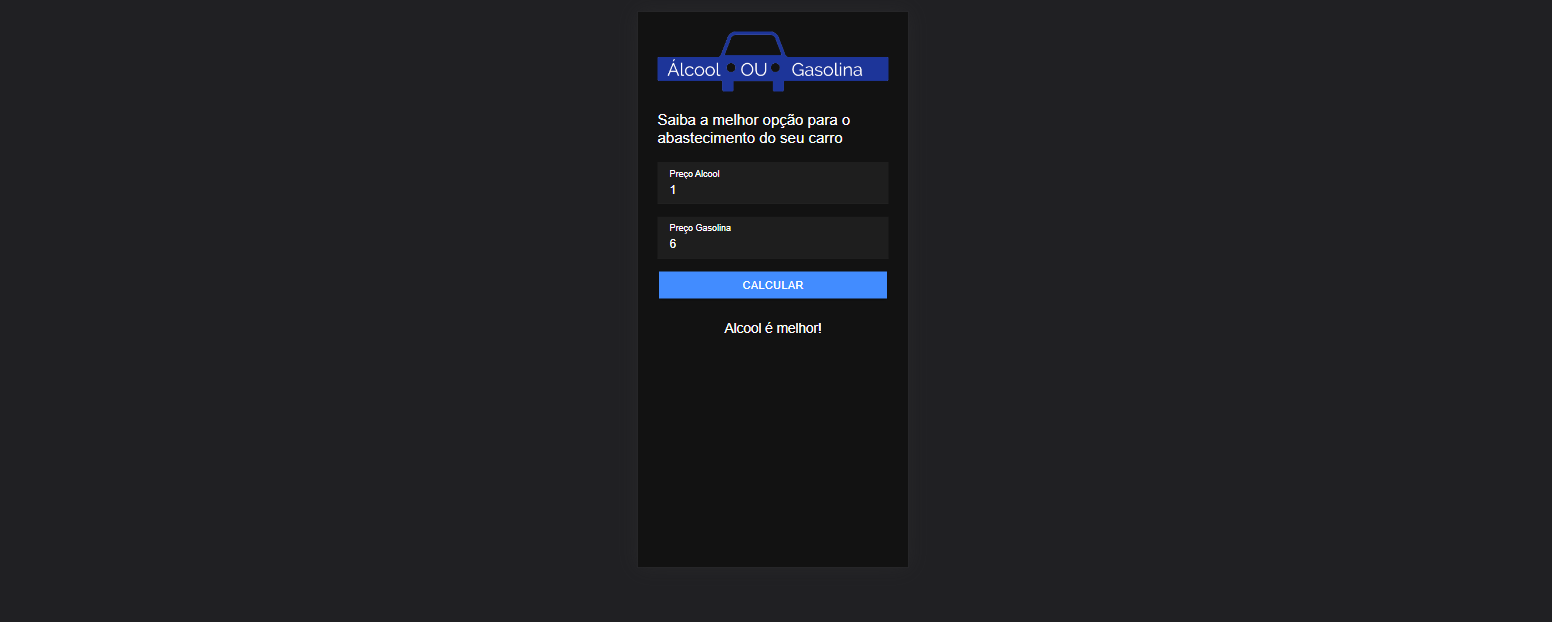 Álcool OU Gasolina
Saiba a melhor opção para o
abastecimento do seu carro
Preço Alcool
1
Preço Gasolina
6
CALCULAR
Alcool é melhor!